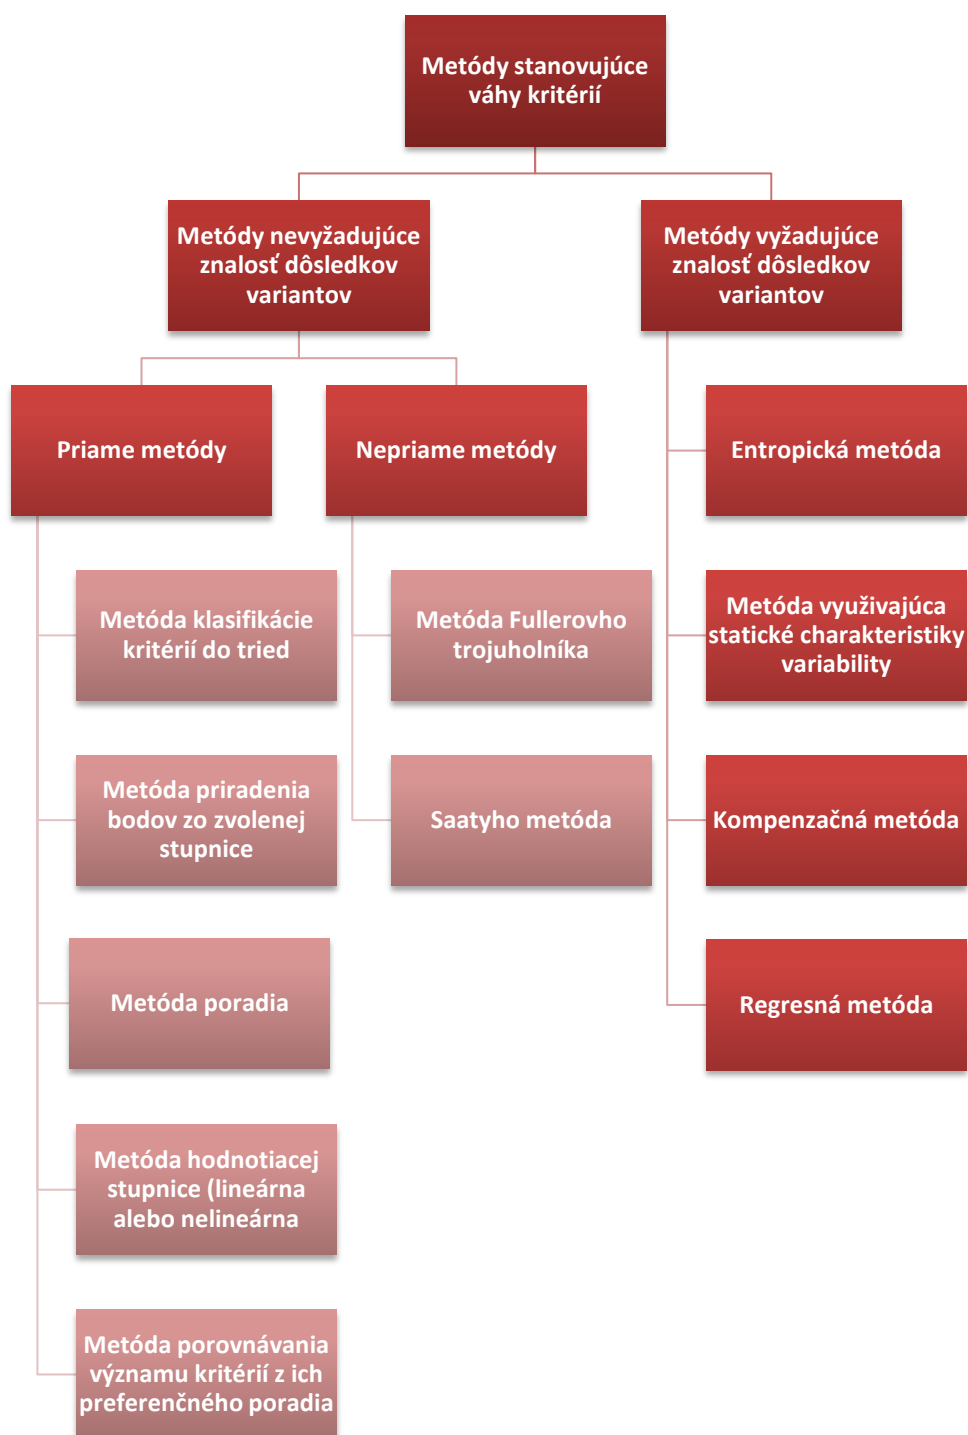 Metódy stanovujúce
váhy kritérií
Metódy nevyžadujúce
znalosť dôsledkov
variantov
Metódy vyžadujúce
znalosť dôsledkov
variantov
Priame metódy
Nepriame metódy
Entropická metóda
Metóda klasifikácie
kritérií do tried
Metóda Fullerovho
trojuholníka
Metóda využivajúca
statické charakteristiky
variability
Metóda priradenia
bodov zo zvolenej
stupnice
Saatyho metóda
Kompenzačná metóda
Metóda poradia
Regresná metóda
Metóda hodnotiacej
stupnice (lineárna
alebo nelineárna
Metóda porovnávania
významu kritérií z ich
preferenčného poradia